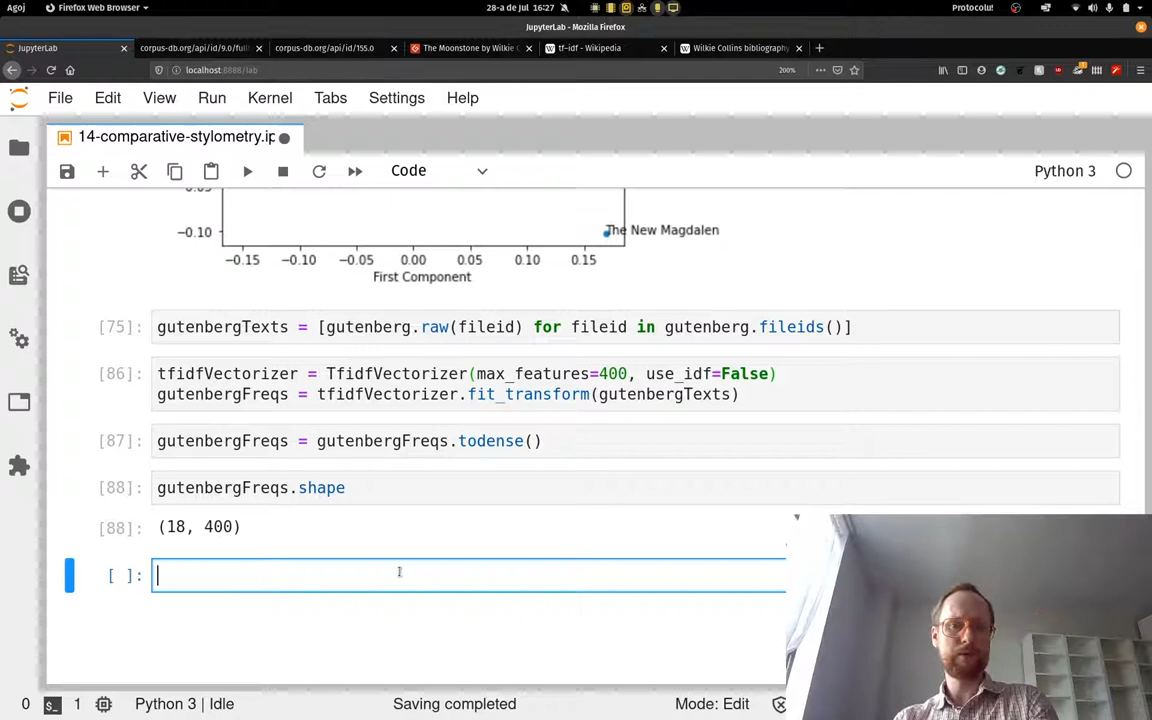 Agoj Firefox Web Browser 28-a de Jul 16:27 Protocolu!
JupyterLab - Mozilla Firefox
JupyterLab corpus-db.org/api/id/9.0/full corpus-db.org/api/id/155.0 The Moonstone by Wilkie C tf-idf - Wikipedia Wilkie Collins bibliography
localhost:8888/lab 200%
File Edit View Run Kernel Tabs Settings Help
14-comparative-stylometry.ip
Code Python 3
−0.10
The New Magdalen
−0.15 −0.10 −0.05 0.00 0.05 0.10 0.15
First Component
[75]: gutenbergTexts = [gutenberg.raw(fileid) for fileid in gutenberg.fileids()]
[86]: tfidfVectorizer = TfidfVectorizer(max_features=400, use_idf=False)
gutenbergFreqs = tfidfVectorizer.fit_transform(gutenbergTexts)
[87]: gutenbergFreqs = gutenbergFreqs.todense()
[88]: gutenbergFreqs.shape
[88]: (18, 400)
[ ]:
0 1 Python 3 | Idle Saving completed Mode: Edit